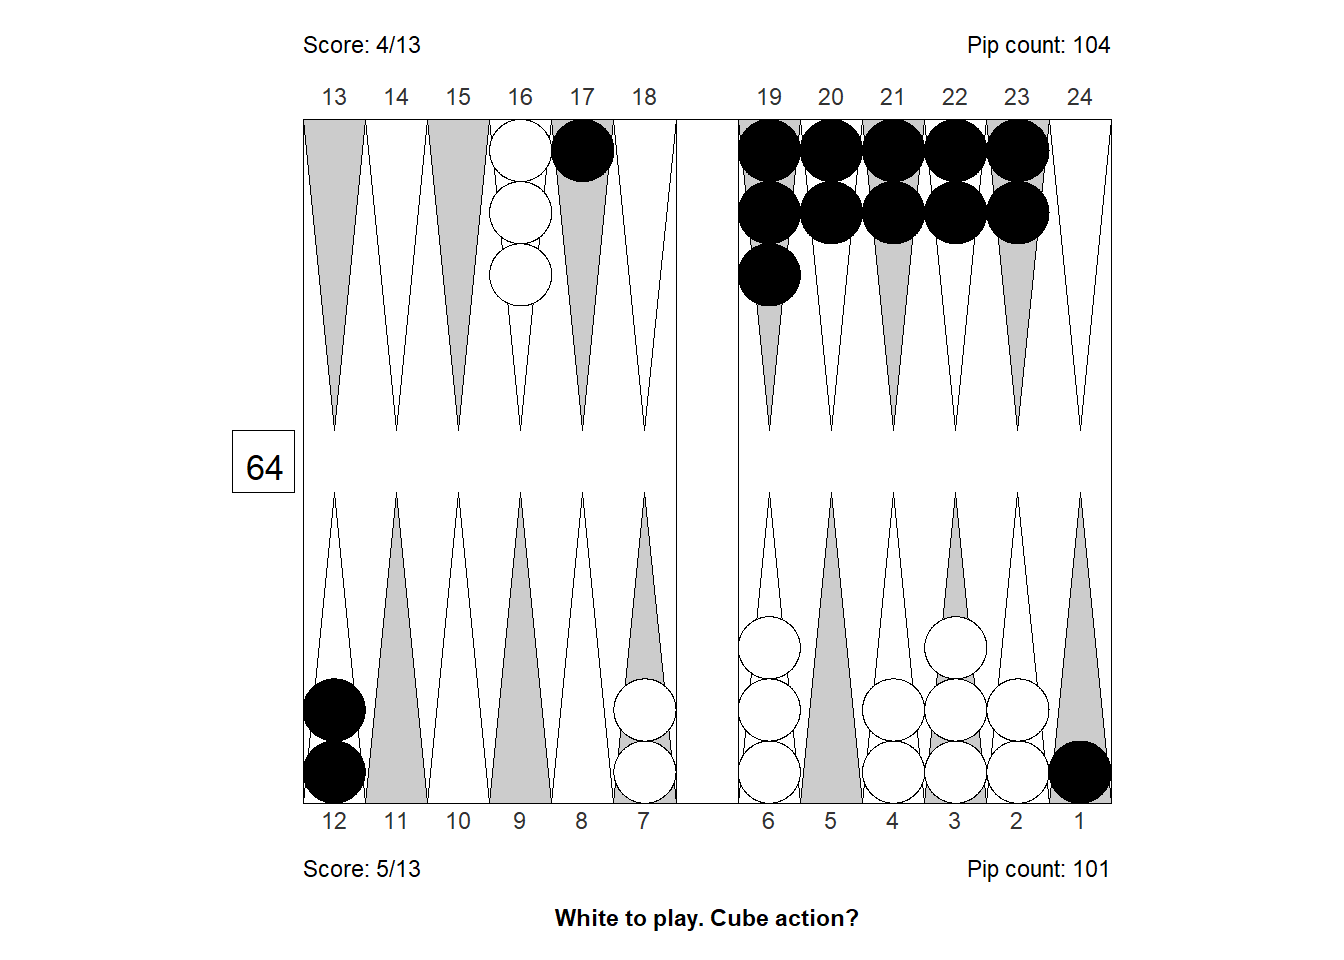 Score: 4/13 Pip count: 104
13 14 15 16 17 18 19 20 21 22 23 24
64
12 11 10 9 8 7 6 5 4 3 2 1
Score: 5/13 Pip count: 101
White to play. Cube action?